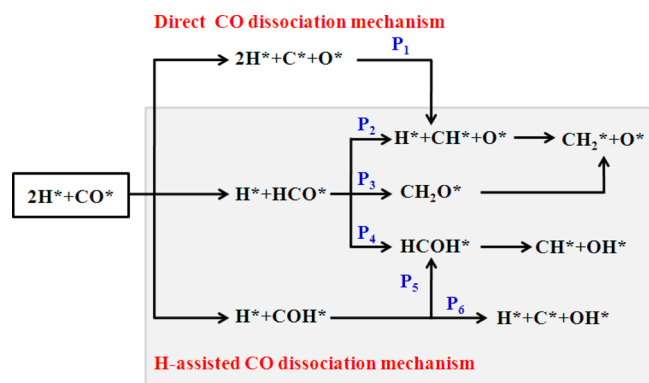 Direct CO dissociation mechanism
2H*+C*+O*
P₁
P₂
H*+CH*+O*
CH₂*+O*
2H*+CO*
H*+HCO*
P₃
CH₂O*
P₄
HCOH*
CH*+OH*
P₅
H*+COH*
P₆
H*+C*+OH*
H-assisted CO dissociation mechanism